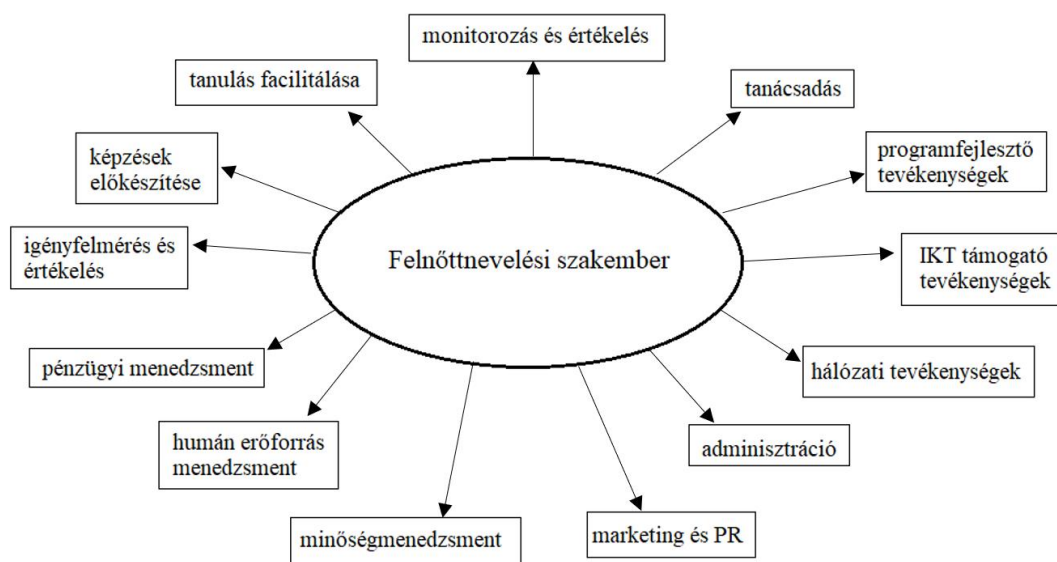 monitorozás és értékelés
tanulás facilitálása
tanácsadás
képzések
előkészítése
programfejlesztő
tevékenységek
igényfelmérés és
értékelés
Felnőttnevelési szakember
IKT támogató
tevékenységek
pénzügyi menedzsment
hálózati tevékenységek
humán erőforrás
menedzsment
adminisztráció
minőségmenedzsment
marketing és PR